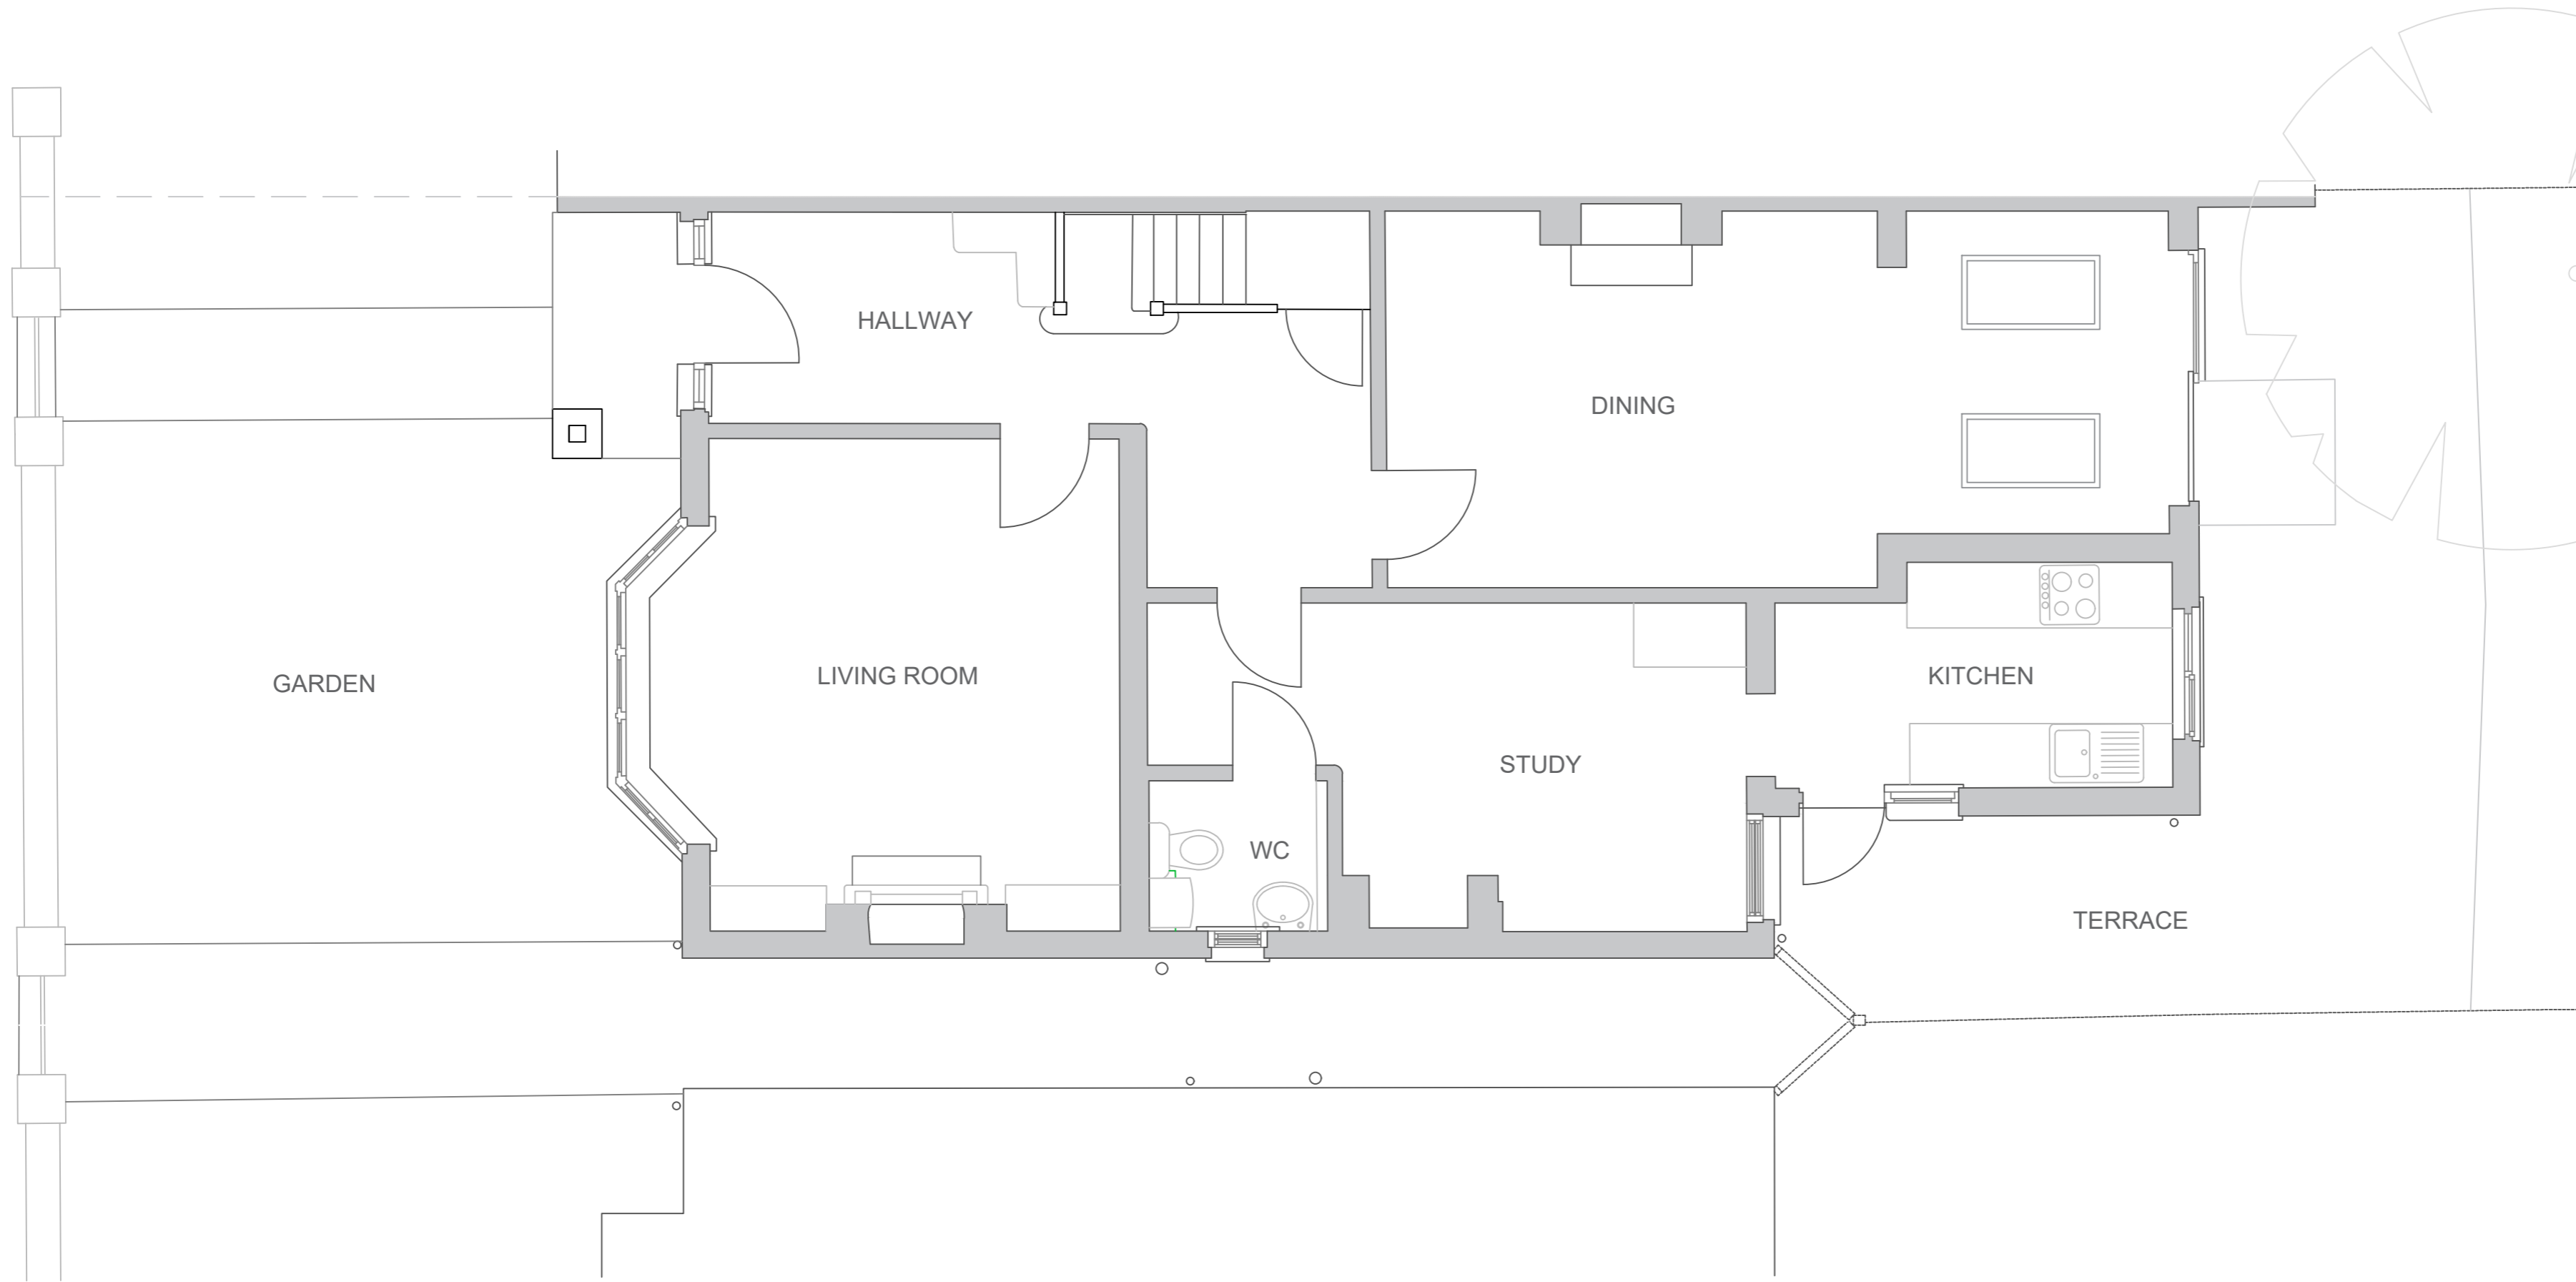 HALLWAY
DINING
GARDEN
LIVING ROOM
KITCHEN
STUDY
WC
TERRACE